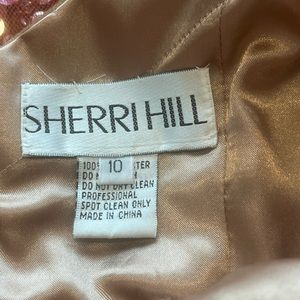 SHERRI HILL
10
100%
DO
DO NOT DRY CLEAN
PROFESSIONAL
SPOT CLEAN ONLY
MADE IN CHINA